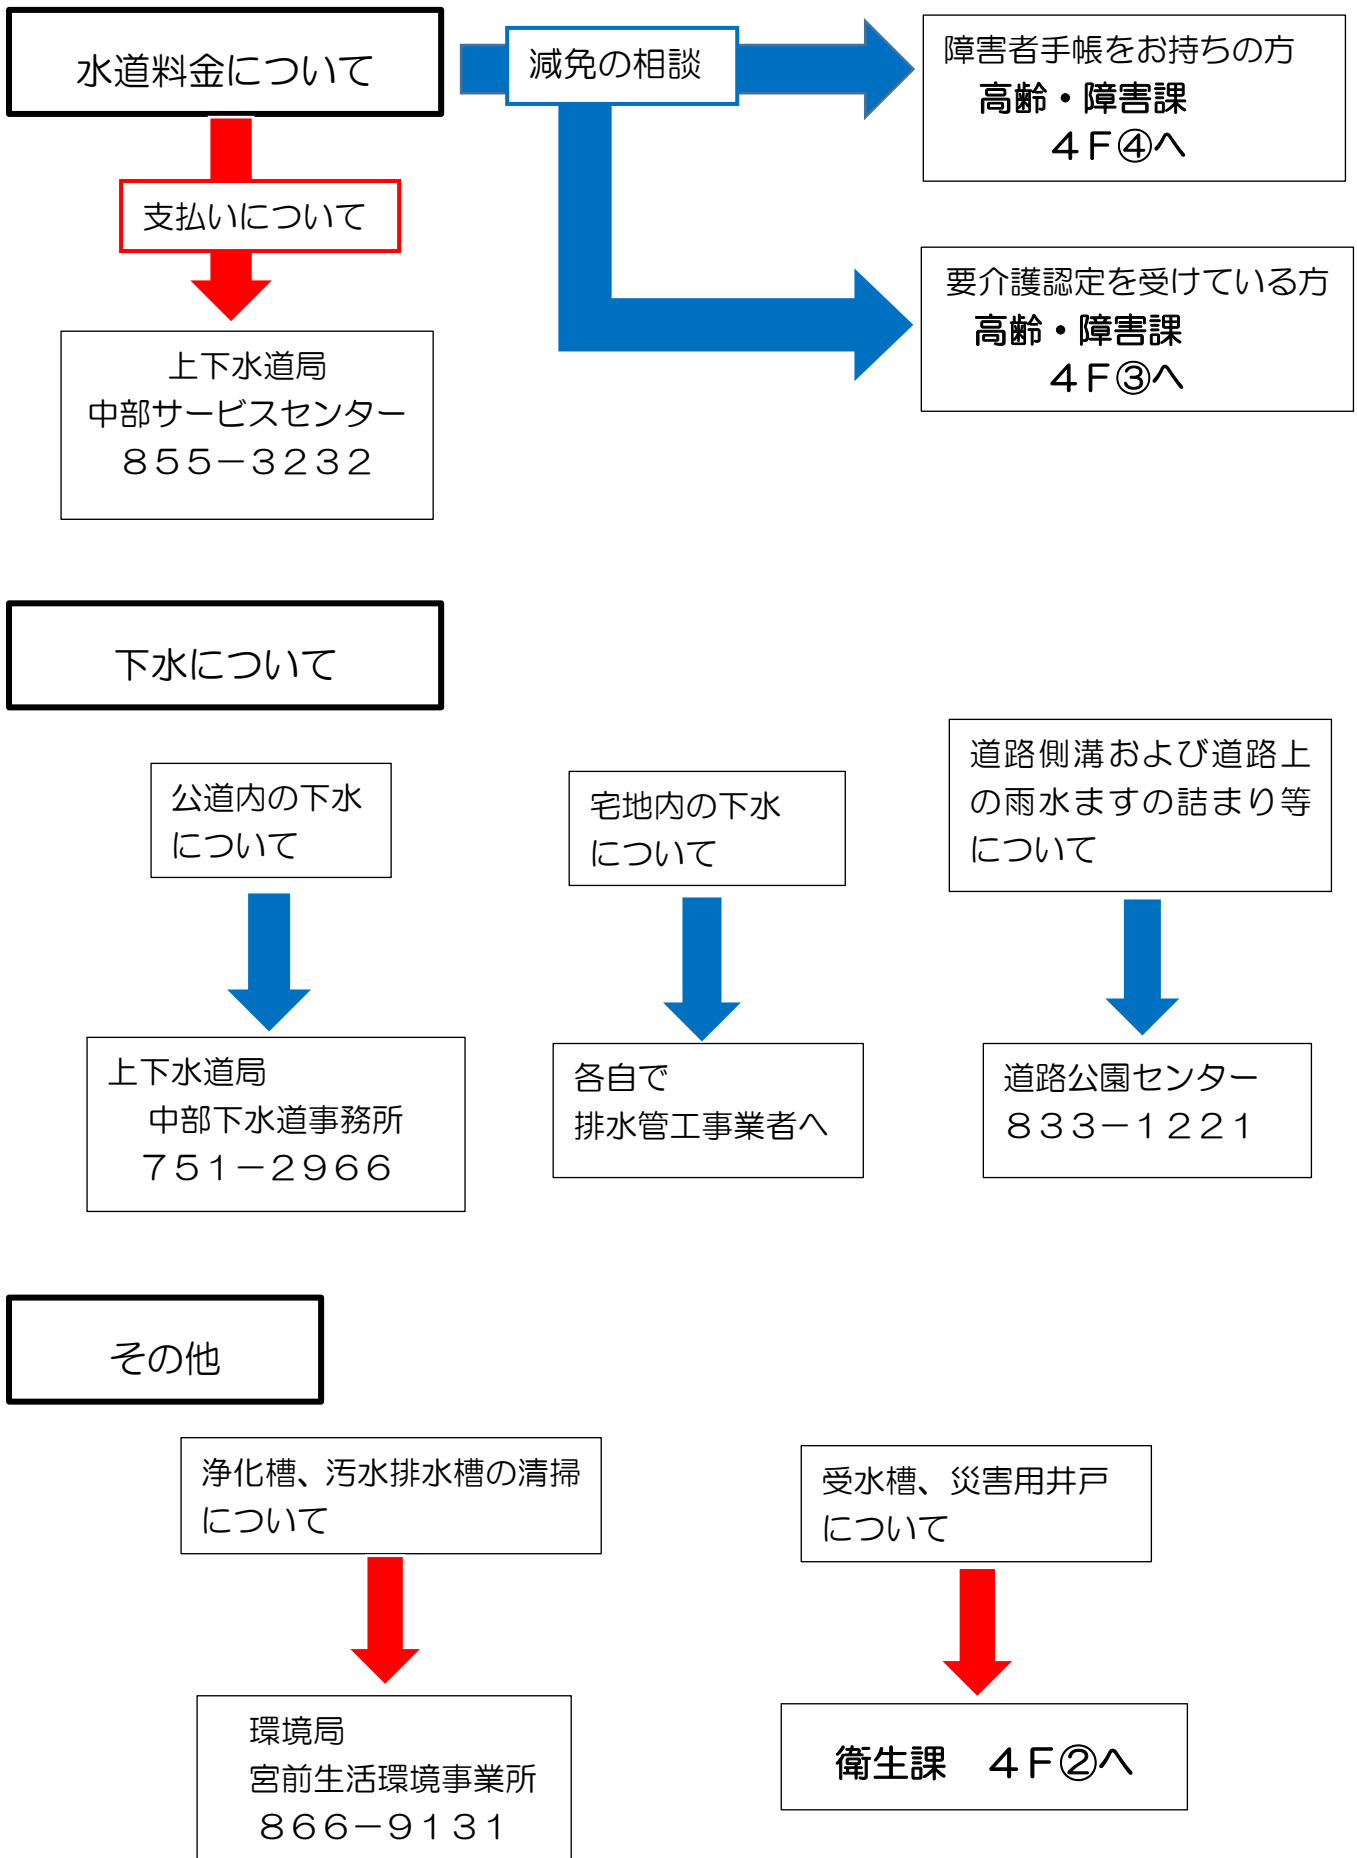 水道料金について
減免の相談
障害者手帳をお持ちの方
高齢・障害課
４Ｆ④へ
支払いについて
要介護認定を受けている方
高齢・障害課
４Ｆ③へ
上下水道局
中部サービスセンター
８５５－３２３２
下水について
公道内の下水
について
宅地内の下水
について
道路側溝および道路上
の雨水ますの詰まり等
について
上下水道局
中部下水道事務所
７５１－２９６６
各自で
排水管工事業者へ
道路公園センター
８３３－１２２１
その他
浄化槽、汚水排水槽の清掃
について
受水槽、災害用井戸
について
環境局
宮前生活環境事業所
８６６－９１３１
衛生課　４Ｆ②へ